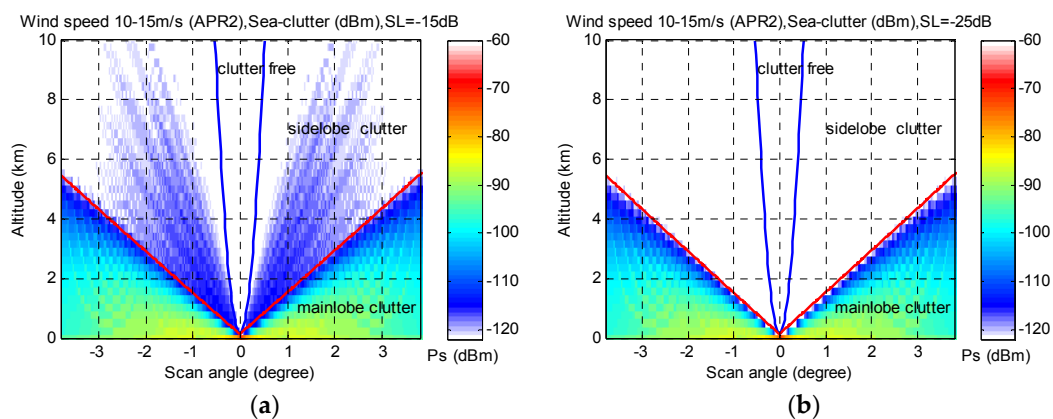 Wind speed 10-15m/s (APR2),Sea-clutter (dBm),SL=-15dB
10
8
6
4
2
0
Altitude (km)
clutter free
sidelobe clutter
mainlobe clutter
-3 -2 -1 0 1 2 3
Scan angle (degree)
-60
-70
-80
-90
-100
-110
-120
Ps (dBm)
(a)
Wind speed 10-15m/s (APR2),Sea-clutter (dBm),SL=-25dB
10
8
6
4
2
0
Altitude (km)
clutter free
sidelobe clutter
mainlobe clutter
-3 -2 -1 0 1 2 3
Scan angle (degree)
-60
-70
-80
-90
-100
-110
-120
Ps (dBm)
(b)